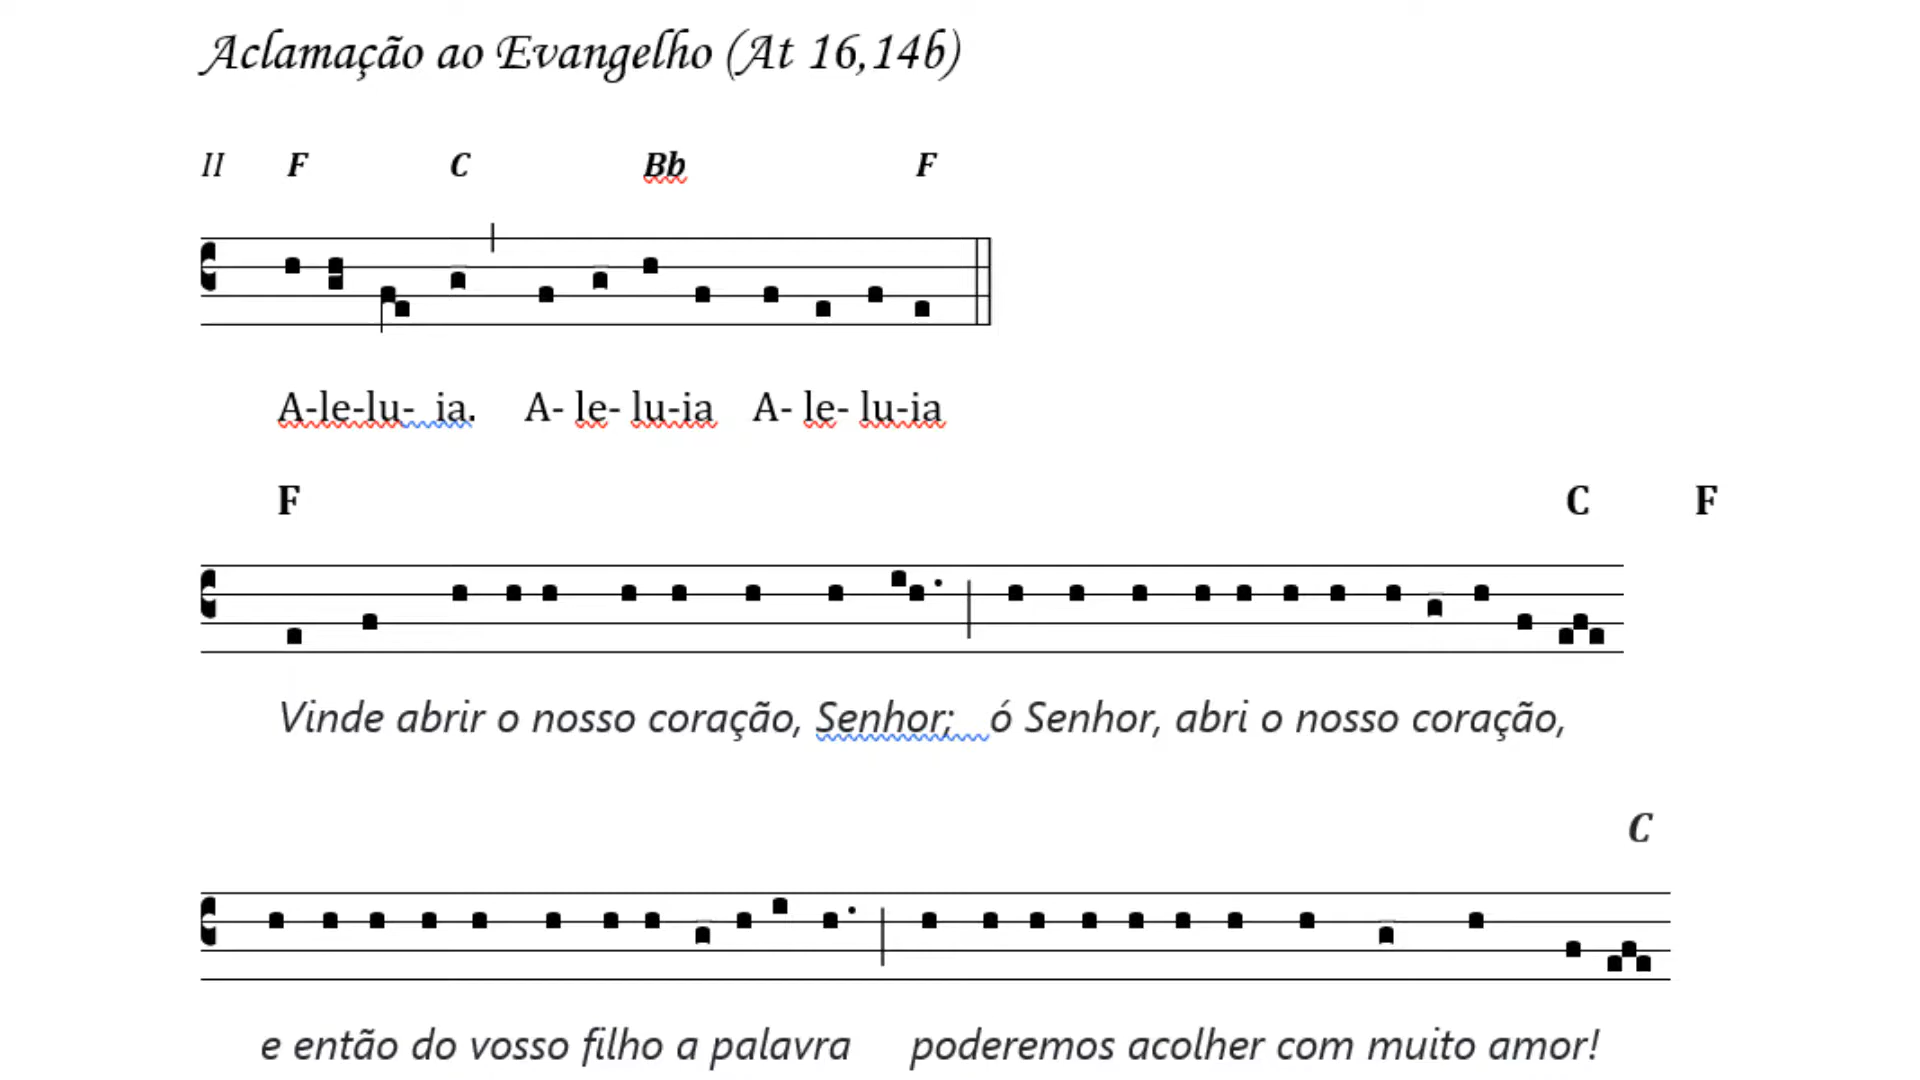 Aclamação ao Evangelho (At 16,14b)
II F C Bb F
A-le-lu- ia. A- le- lu-ia A- le- lu-ia
F C F
Vinde abrir o nosso coração, Senhor; ó Senhor, abri o nosso coração,
C
e então do vosso filho a palavra poderemos acolher com muito amor!